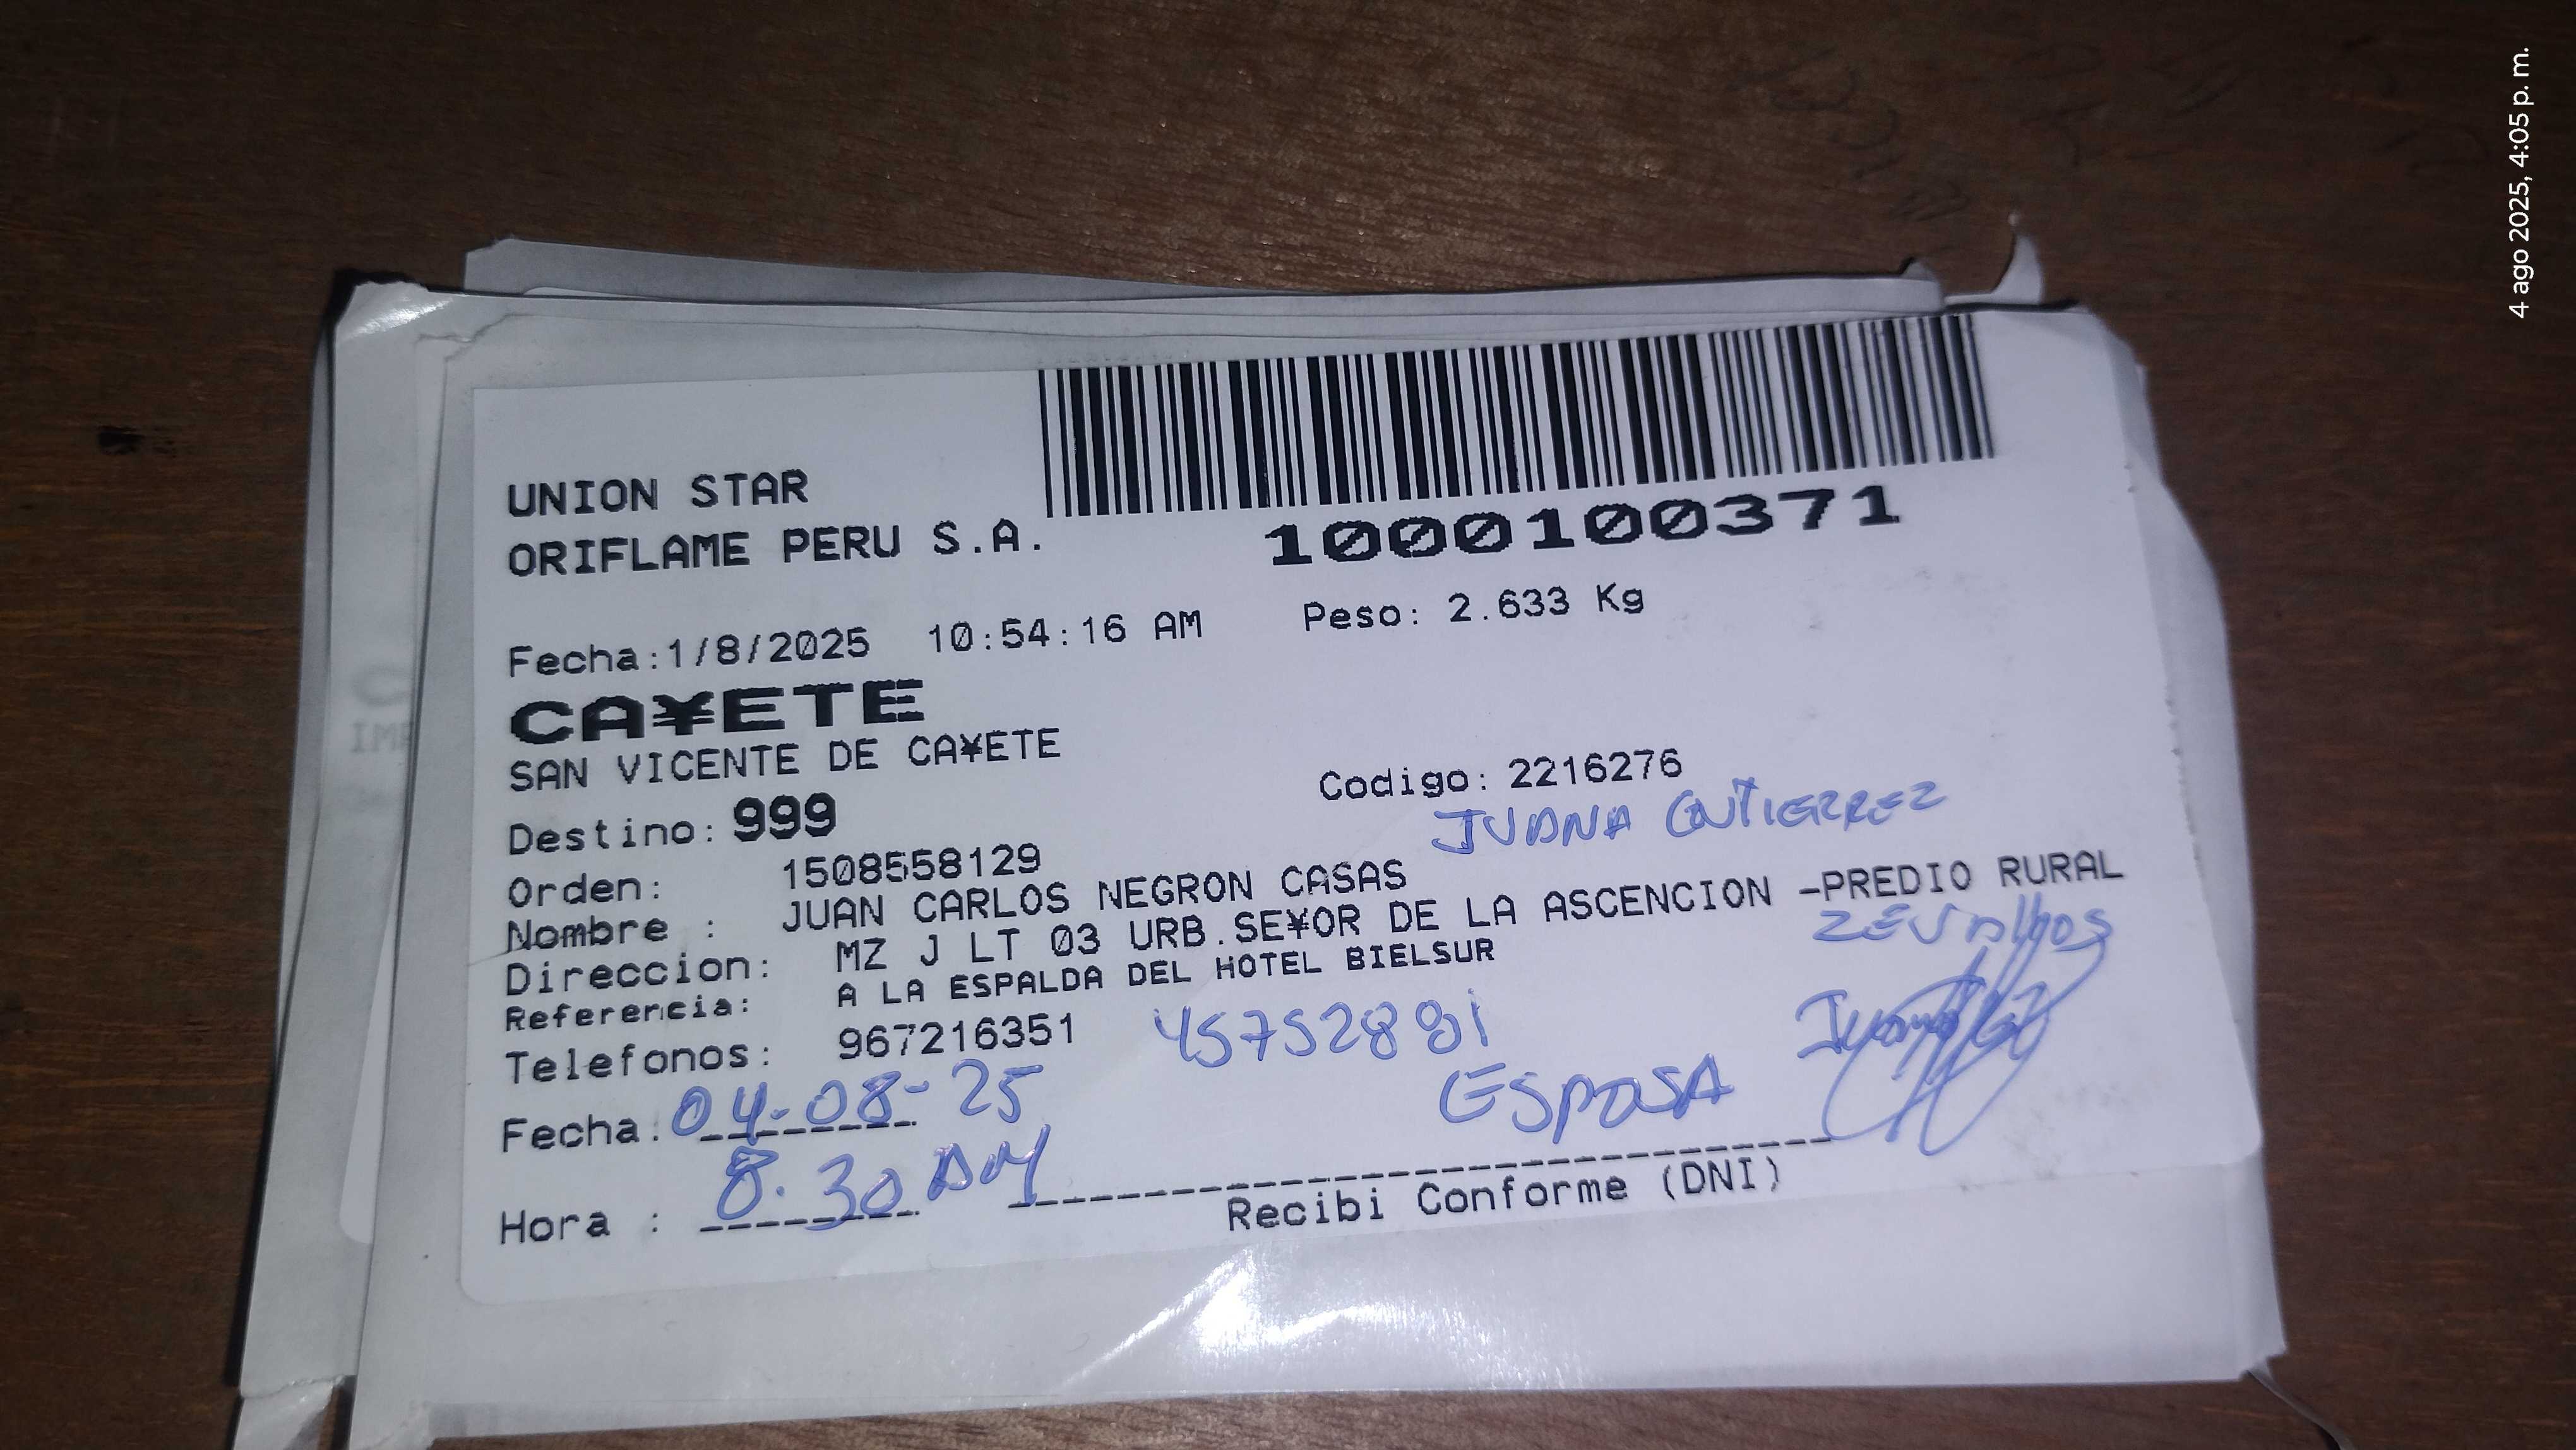 UNION STAR
ORIFLAME PERU S.A.
1000100371
Fecha:1/8/2025 10:54:16 AM Peso: 2.633 Kg
CA¥ETE
SAN VICENTE DE CA¥ETE
Codigo: 2216276
Destino: 999
JUANA GUTIERREZ
Orden: 1508558129
Nombre : JUAN CARLOS NEGRON CASAS
Direccion: MZ J LT 03 URB.SE¥OR DE LA ASCENCION -PREDIO RURAL
ZEVALLOS
Referencia: A LA ESPALDA DEL HOTEL BIELSUR
Telefonos: 967216351 45752881
Fecha: 04-08-25
ESPOSA
Hora : 8.30 AM
Recibi Conforme (DNI)
4 ago 2025, 4:05 p. m.